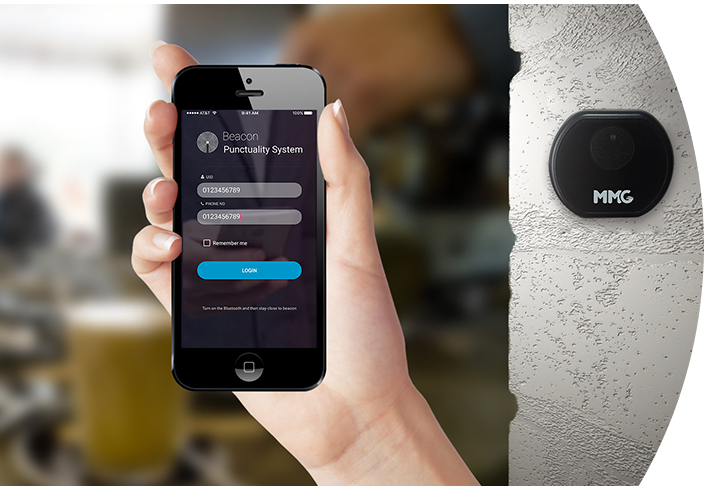 AT&T
9:41 AM
100%
Beacon
Punctuality System
UID
0123456789
PHONE NO
0123456789
Remember me
LOGIN
Turn on the Bluetooth and then stay close to beacon
MMG